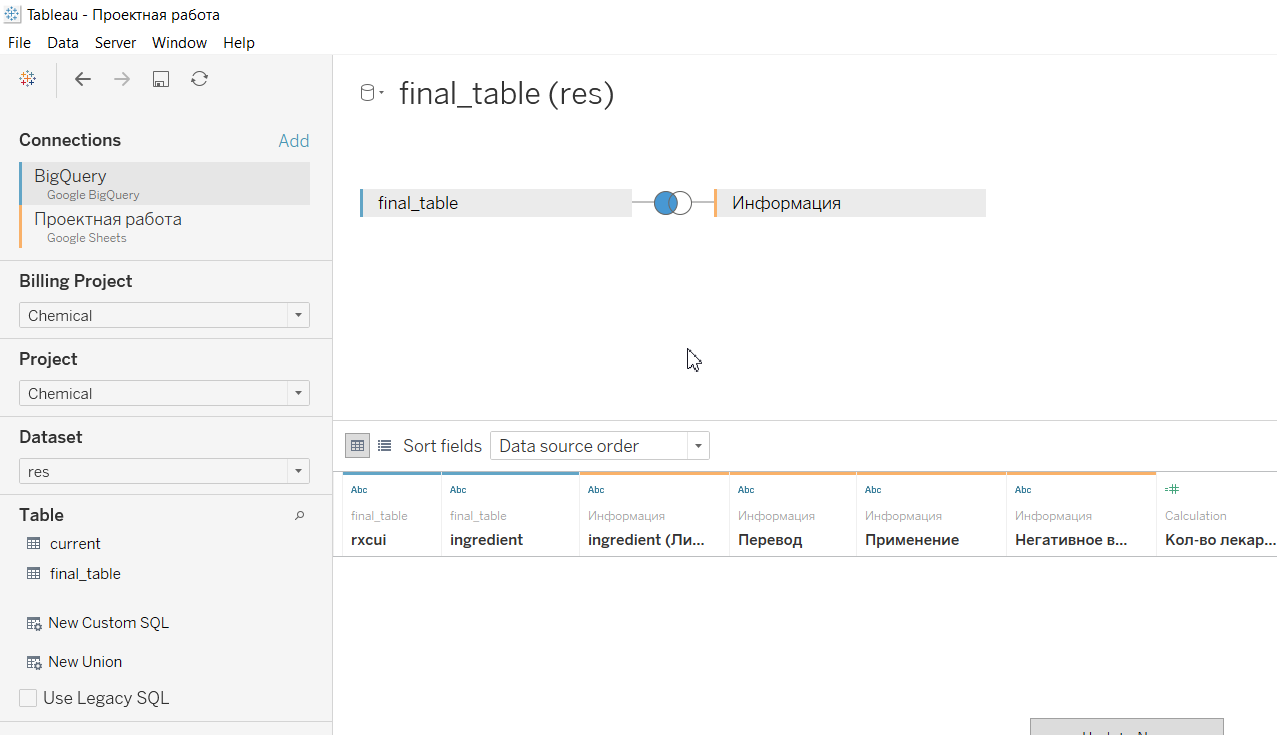 Tableau - Проектная работа
File Data Server Window Help
final_table (res)
Connections Add
BigQuery
Google BigQuery
Проектная работа
Google Sheets
final_table
Информация
Billing Project
Chemical
Project
Chemical
Dataset
res
Table
current
final_table
New Custom SQL
New Union
Use Legacy SQL
Sort fields Data source order
Abc Abc Abc Abc Abc Abc =#
final_table final_table Информация Информация Информация Информация Calculation
rxcui ingredient ingredient (Ли... Перевод Применение Негативное в... Кол-во лекар...